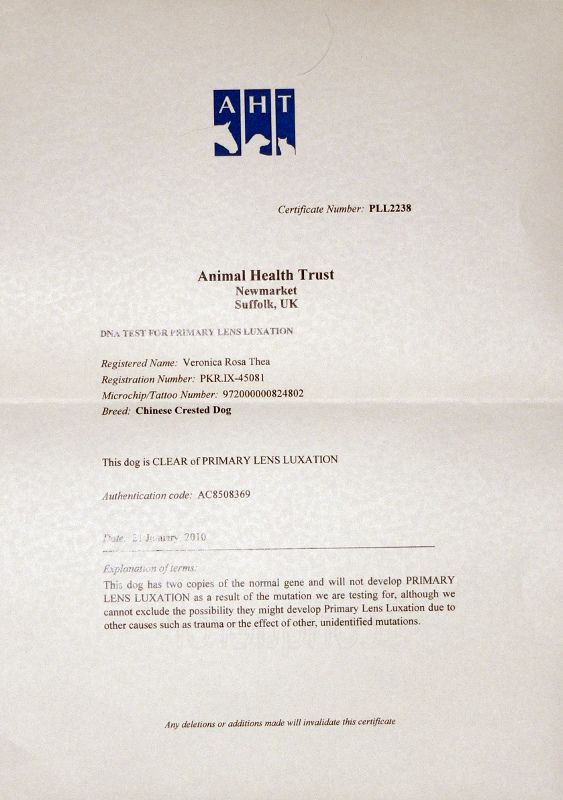 AHT
Certificate Number: PLL2238
Animal Health Trust
Newmarket
Suffolk, UK
DNA TEST FOR PRIMARY LENS LUXATION
Registered Name: Veronica Rosa Thea
Registration Number: PKR.IX-45081
Microchip/Tattoo Number: 972000000824802
Breed: Chinese Crested Dog
This dog is CLEAR of PRIMARY LENS LUXATION
Authentication code: AC8508369
Date: 21 January 2010
Explanation of terms:
This dog has two copies of the normal gene and will not develop PRIMARY
LENS LUXATION as a result of the mutation we are testing for, although we
cannot exclude the possibility they might develop Primary Lens Luxation due to
other causes such as trauma or the effect of other, unidentified mutations.
Any deletions or additions made will invalidate this certificate